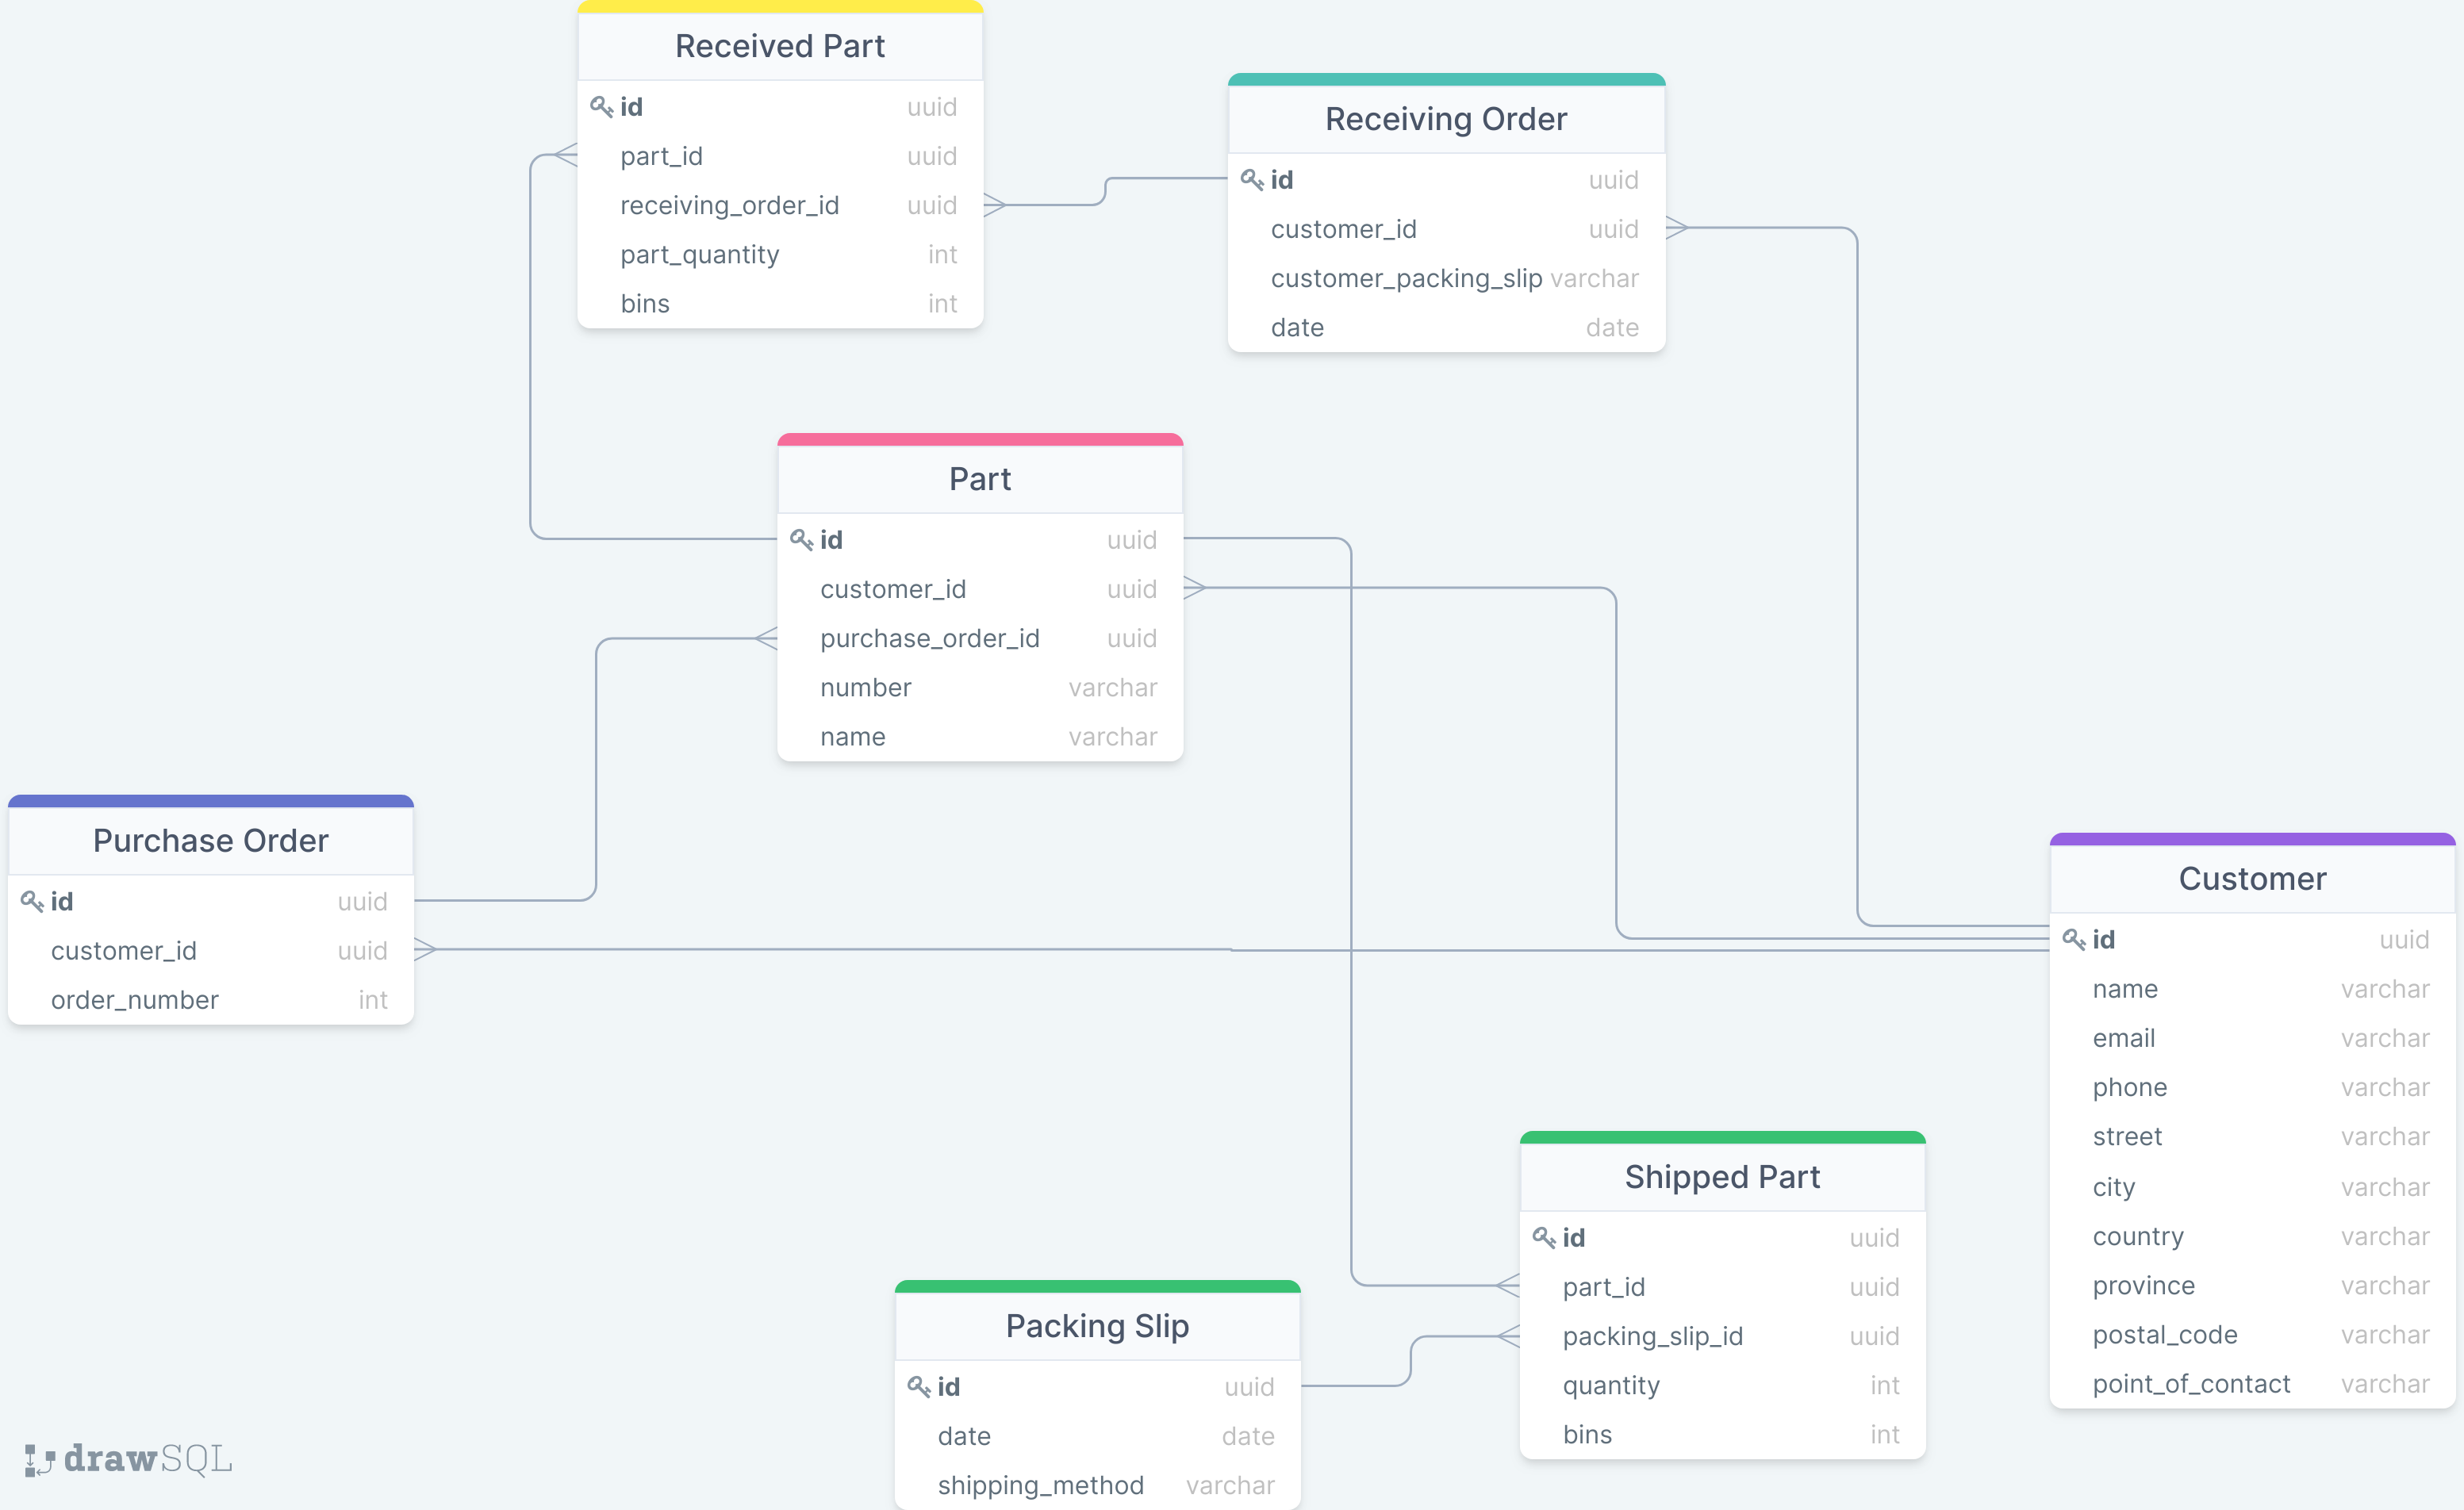 Received Part
id uuid
part_id uuid
receiving_order_id uuid
part_quantity int
bins int
Receiving Order
id uuid
customer_id uuid
customer_packing_slip varchar
date date
Part
id uuid
customer_id uuid
purchase_order_id uuid
number varchar
name varchar
Purchase Order
id uuid
customer_id uuid
order_number int
Customer
id uuid
name varchar
email varchar
phone varchar
street varchar
city varchar
country varchar
province varchar
postal_code varchar
point_of_contact varchar
Shipped Part
id uuid
part_id uuid
packing_slip_id uuid
quantity int
bins int
Packing Slip
id uuid
date date
shipping_method varchar
drawSQL